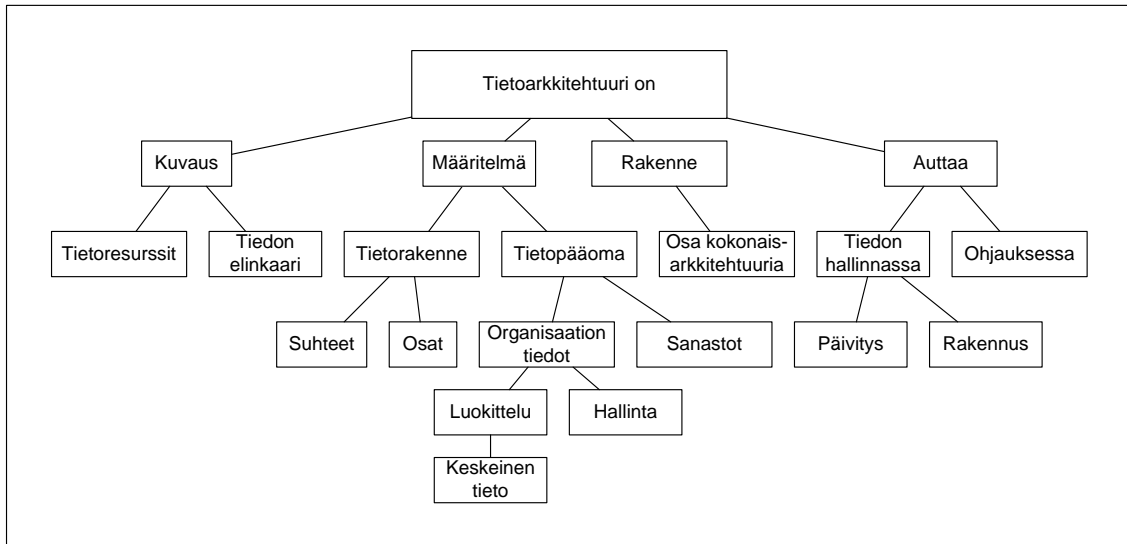 Tietoarkkitehtuuri on
Kuvaus
Määritelmä
Rakenne
Auttaa
Tietoresurssit
Tiedon
elinkaari
Tietorakenne
Tietopääoma
Osa kokonais-
arkkitehtuuria
Tiedon
hallinnassa
Ohjauksessa
Suhteet
Osat
Organisaation
tiedot
Sanastot
Päivitys
Rakennus
Luokittelu
Hallinta
Keskeinen
tieto